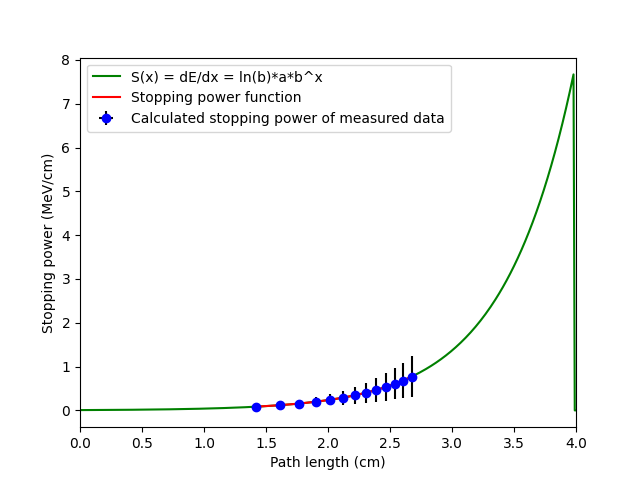 S(x) = dE/dx = ln(b)*a*b^x
Stopping power function
Calculated stopping power of measured data
8
7
6
5
4
3
2
1
0
Stopping power (MeV/cm)
0.0 0.5 1.0 1.5 2.0 2.5 3.0 3.5 4.0
Path length (cm)